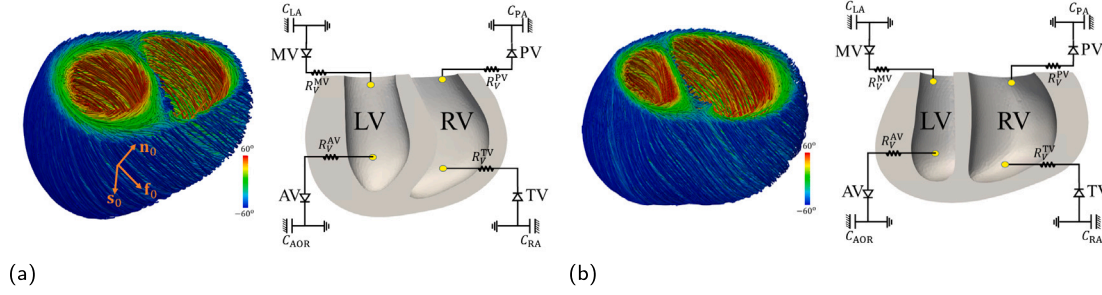 C_LA
C_PA
MV
PV
R_V^MV
R_V^PV
LV
RV
n_0
f_0
s_0
60°
−60°
R_V^AV
R_V^TV
AV
TV
C_AOR
C_RA
(a)
C_LA
C_PA
MV
PV
R_V^MV
R_V^PV
LV
RV
60°
−60°
R_V^AV
R_V^TV
AV
TV
C_AOR
C_RA
(b)